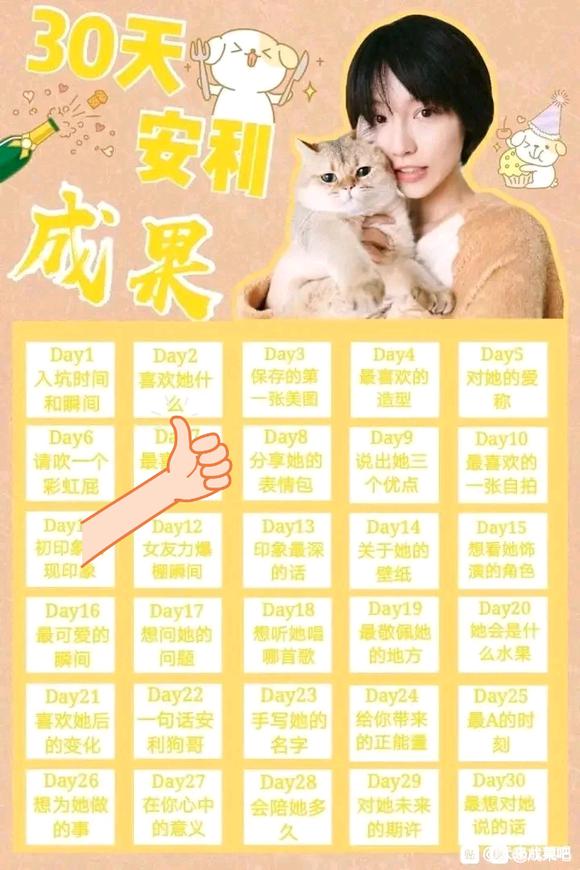 30天
安利
成果
Day1
入坑时间
和瞬间
Day2
喜欢她什
么
Day3
保存的第
一张美图
Day4
最喜欢的
造型
Day5
对她的爱
称
Day6
请吹一个
彩虹屁
Day7
最喜
Day8
分享她的
表情包
Day9
说出她三
个优点
Day10
最喜欢的
一张自拍
Day1
初印象
现印象
Day12
女友力爆
棚瞬间
Day13
印象最深
的话
Day14
关于她的
壁纸
Day15
想看她饰
演的角色
Day16
最可爱的
瞬间
Day17
想问她的
问题
Day18
想听她唱
哪首歌
Day19
最敬佩她
的地方
Day20
她会是什
么水果
Day21
喜欢她后
的变化
Day22
一句话安
利狗哥
Day23
手写她的
名字
Day24
给你带来
的正能量
Day25
最A的时
刻
Day26
想为她做
的事
Day27
在你心中
的意义
Day28
会陪她多
久
Day29
对她未来
的期许
Day30
最想对她
说的话
成果吧